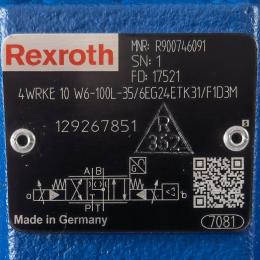 Rexroth
MNR: R900746091
SN: 1
FD: 17521
4WRKE 10 W6-100L-35/6EG24ETK31/F1D3M
129267851
R
352
a
A B
P T
b
Made in Germany
7081